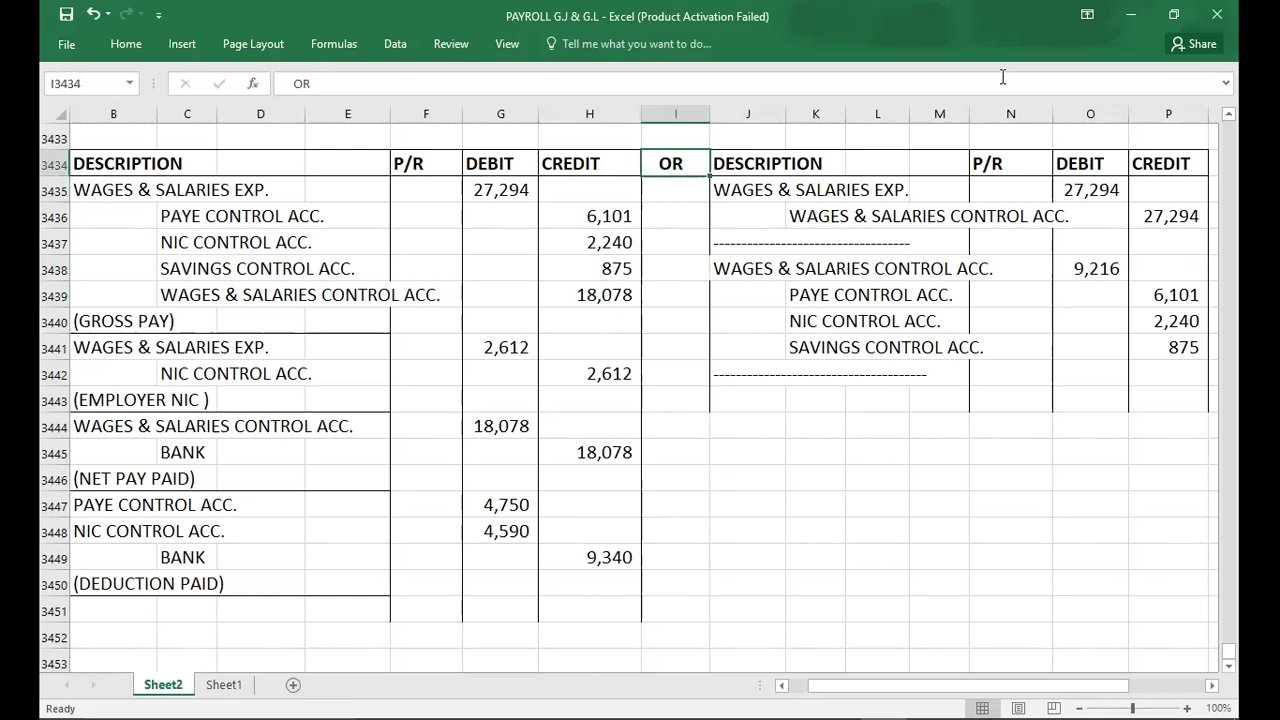 PAYROLL G.J & G.L - Excel (Product Activation Failed)
File Home Insert Page Layout Formulas Data Review View Tell me what you want to do... Share
I3434 fx OR
B C D E F G H I J K L M N O P
3433
3434 DESCRIPTION P/R DEBIT CREDIT OR DESCRIPTION P/R DEBIT CREDIT
3435 WAGES & SALARIES EXP. 27,294 WAGES & SALARIES EXP. 27,294
3436 PAYE CONTROL ACC. 6,101 WAGES & SALARIES CONTROL ACC. 27,294
3437 NIC CONTROL ACC. 2,240 -----------------------------------
3438 SAVINGS CONTROL ACC. 875 WAGES & SALARIES CONTROL ACC. 9,216
3439 WAGES & SALARIES CONTROL ACC. 18,078 PAYE CONTROL ACC. 6,101
3440 (GROSS PAY) NIC CONTROL ACC. 2,240
3441 WAGES & SALARIES EXP. 2,612 SAVINGS CONTROL ACC. 875
3442 NIC CONTROL ACC. 2,612 --------------------------------------
3443 (EMPLOYER NIC )
3444 WAGES & SALARIES CONTROL ACC. 18,078
3445 BANK 18,078
3446 (NET PAY PAID)
3447 PAYE CONTROL ACC. 4,750
3448 NIC CONTROL ACC. 4,590
3449 BANK 9,340
3450 (DEDUCTION PAID)
3451
3452
3453
Sheet2 Sheet1
Ready 100%